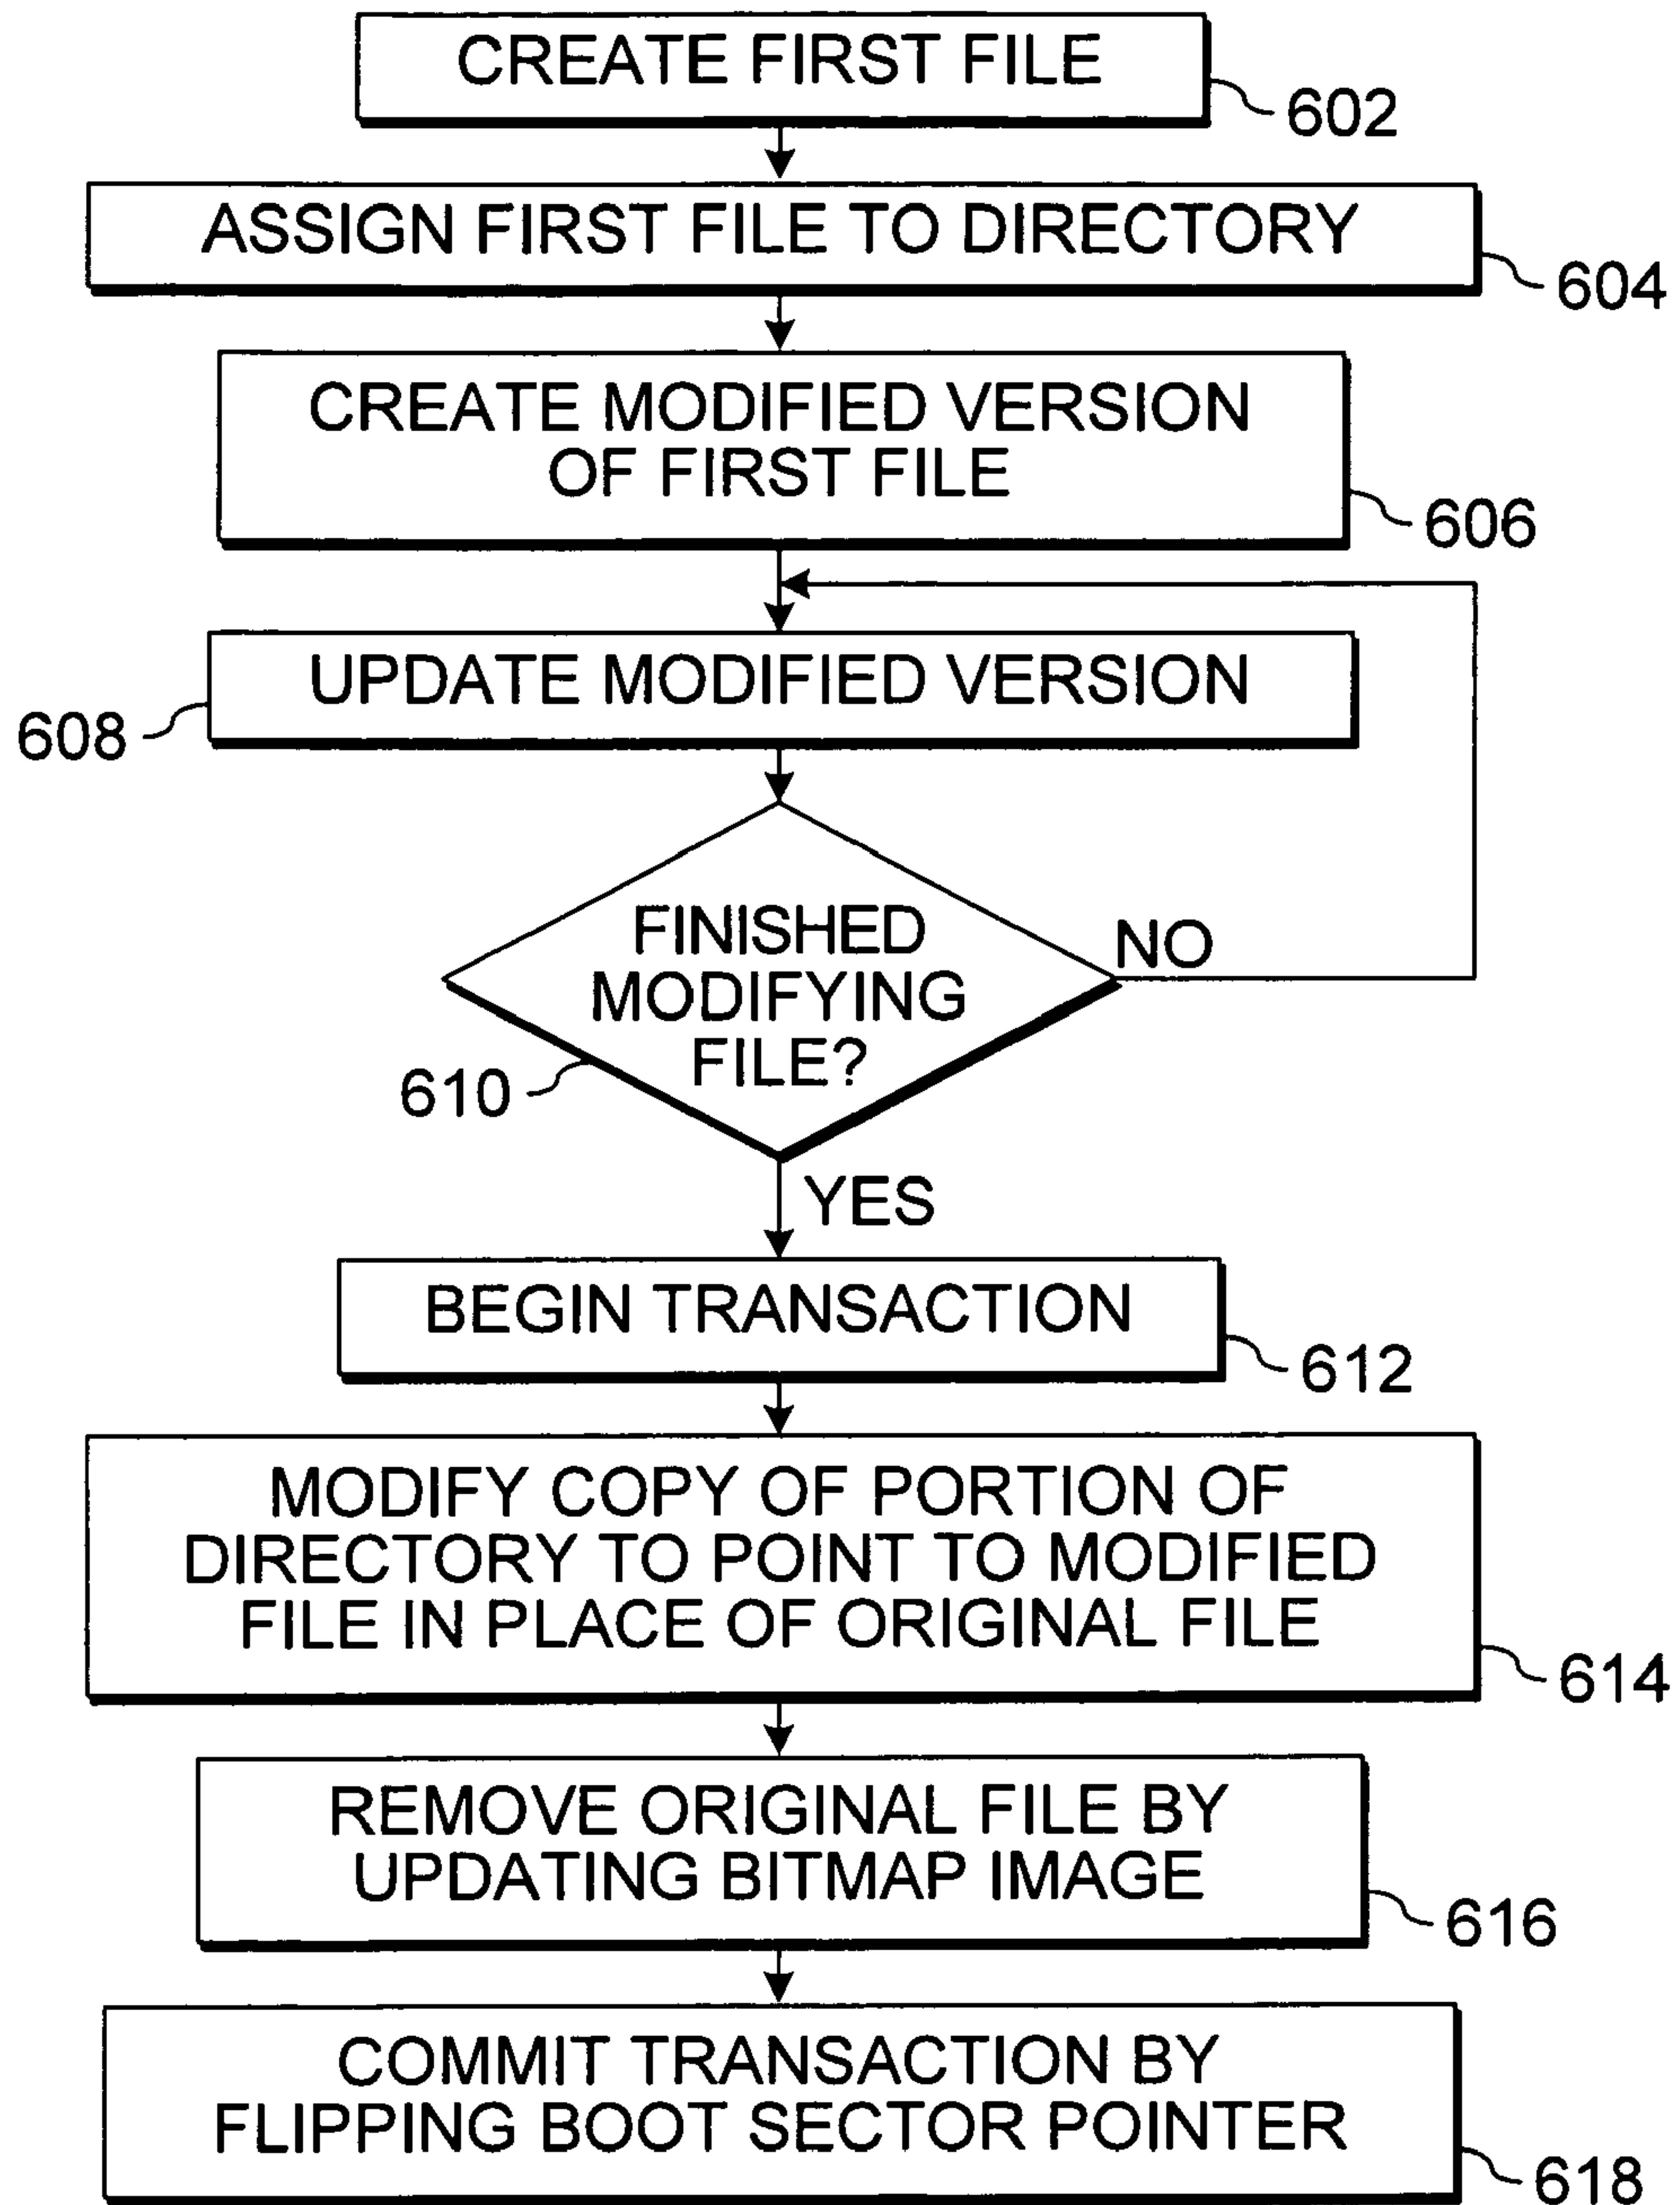 CREATE FIRST FILE
602
ASSIGN FIRST FILE TO DIRECTORY
604
CREATE MODIFIED VERSION
OF FIRST FILE
606
UPDATE MODIFIED VERSION
608
FINISHED
MODIFYING
FILE?
NO
610
YES
BEGIN TRANSACTION
612
MODIFY COPY OF PORTION OF
DIRECTORY TO POINT TO MODIFIED
FILE IN PLACE OF ORIGINAL FILE
614
REMOVE ORIGINAL FILE BY
UPDATING BITMAP IMAGE
616
COMMIT TRANSACTION BY
FLIPPING BOOT SECTOR POINTER
618